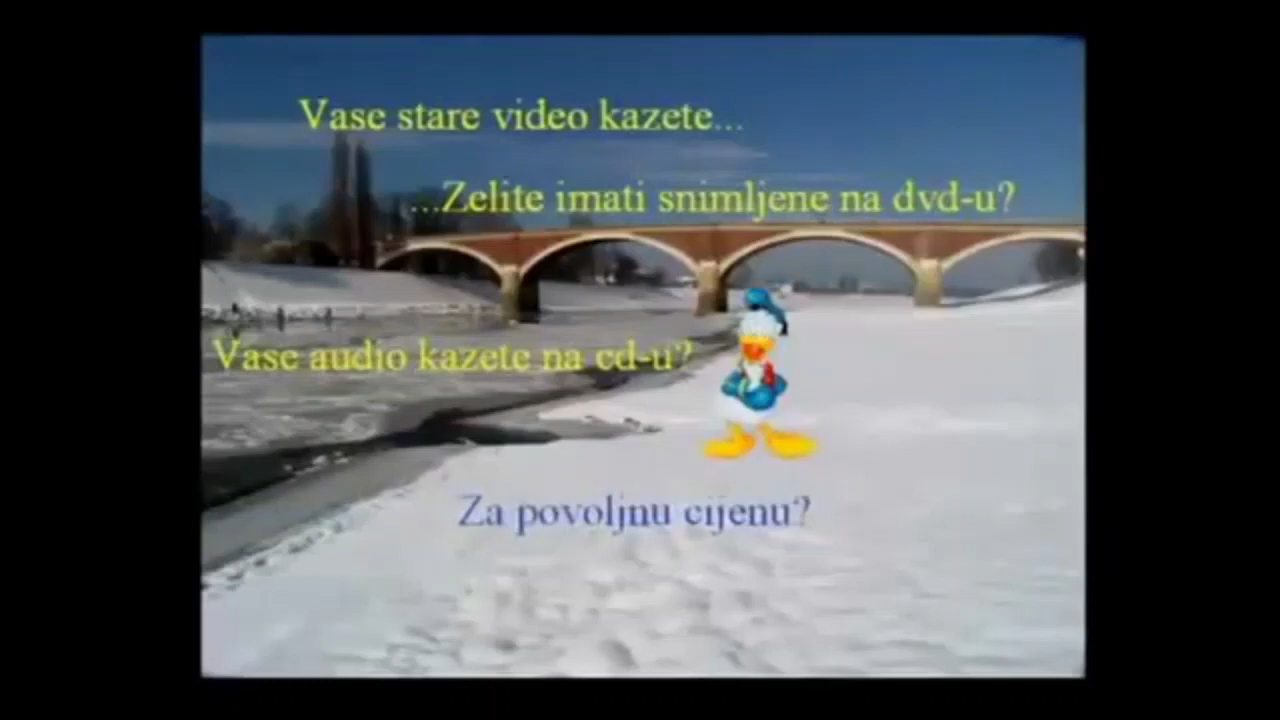 Vase stare video kazete...
...Zelite imati snimljene na dvd-u?
Vase audio kazete na cd-u?
Za povoljnu cijenu?